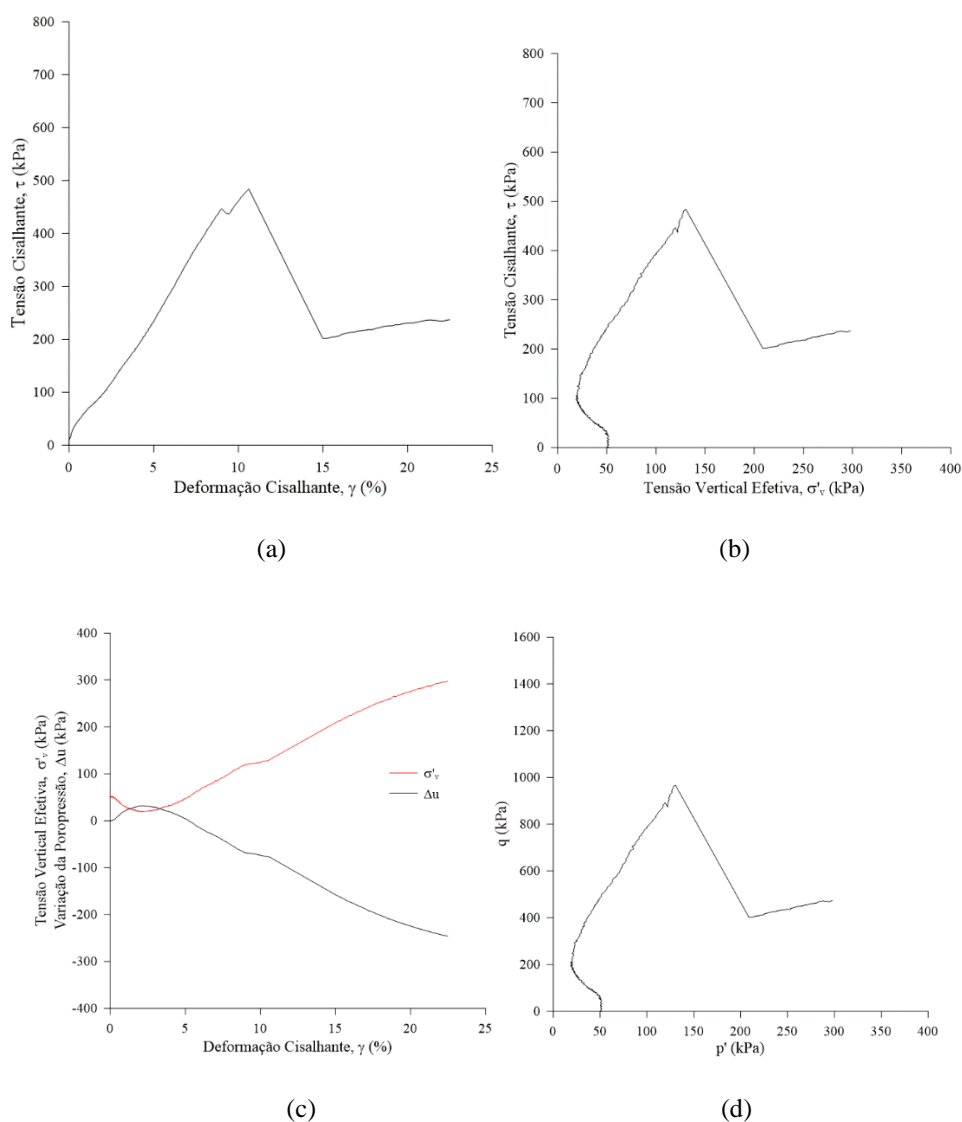 800
700
600
500
400
300
200
100
0
Tensão Cisalhante, τ (kPa)
0 5 10 15 20 25
Deformação Cisalhante, γ (%)
(a)
800
700
600
500
400
300
200
100
0
Tensão Cisalhante, τ (kPa)
0 50 100 150 200 250 300 350 400
Tensão Vertical Efetiva, σ'v (kPa)
(b)
400
300
200
100
0
-100
-200
-300
-400
Tensão Vertical Efetiva, σ'v (kPa)
Variação da Poropressão, Δu (kPa)
σ'v
Δu
0 5 10 15 20 25
Deformação Cisalhante, γ (%)
(c)
1600
1400
1200
1000
800
600
400
200
0
q (kPa)
0 50 100 150 200 250 300 350 400
p' (kPa)
(d)